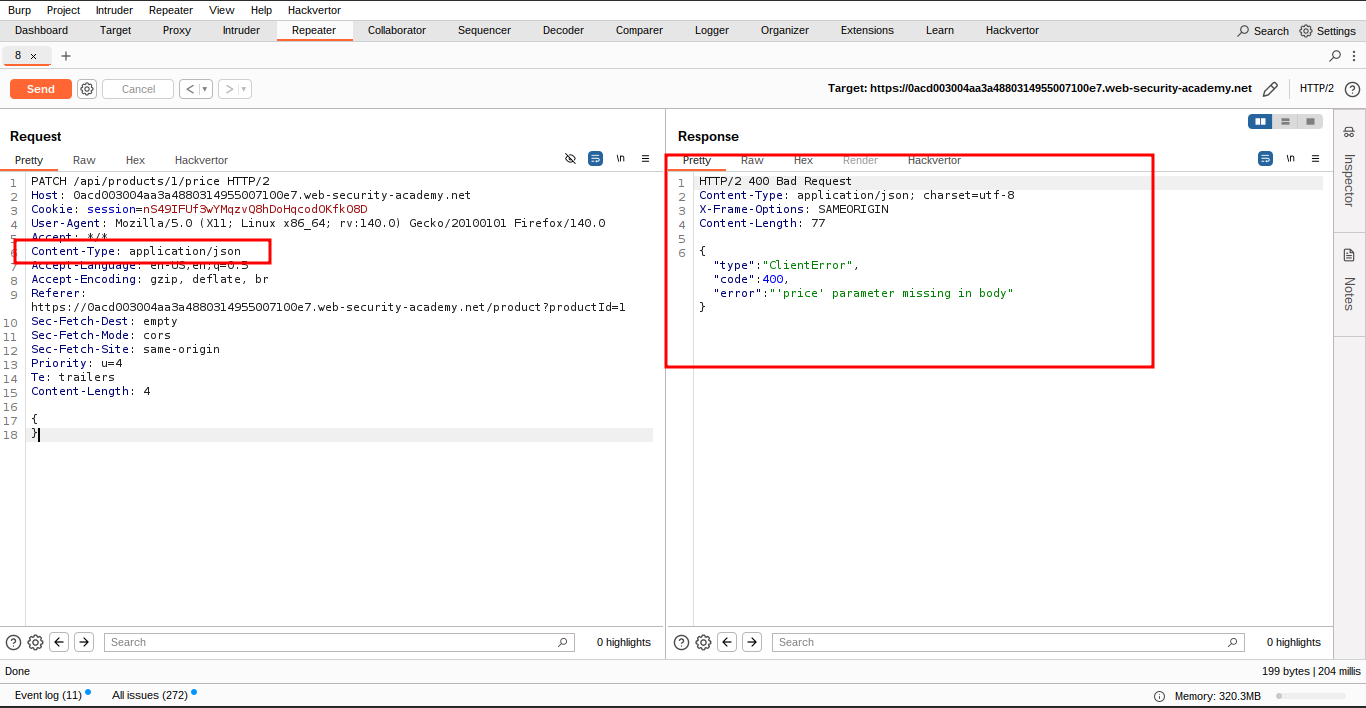 Burp Project Intruder Repeater View Help Hackvertor
Dashboard Target Proxy Intruder Repeater Collaborator Sequencer Decoder Comparer Logger Organizer Extensions Learn Hackvertor Search Settings
8 × +
Send Cancel < > Target: https://0acd003004aa3a4880314955007100e7.web-security-academy.net HTTP/2
Request
Pretty Raw Hex Hackvertor \n
1 PATCH /api/products/1/price HTTP/2
2 Host: 0acd003004aa3a4880314955007100e7.web-security-academy.net
3 Cookie: session=nS49IFUf3wYMqzvQ8hDoHqcodOKfkO8D
4 User-Agent: Mozilla/5.0 (X11; Linux x86_64; rv:140.0) Gecko/20100101 Firefox/140.0
5 Accept: */*
6 Content-Type: application/json
7 Accept-Language: en-US,en;q=0.5
8 Accept-Encoding: gzip, deflate, br
9 Referer:
https://0acd003004aa3a4880314955007100e7.web-security-academy.net/product?productId=1
10 Sec-Fetch-Dest: empty
11 Sec-Fetch-Mode: cors
12 Sec-Fetch-Site: same-origin
13 Priority: u=4
14 Te: trailers
15 Content-Length: 4
16
17 {
18 }
Response
Pretty Raw Hex Render Hackvertor \n
1 HTTP/2 400 Bad Request
2 Content-Type: application/json; charset=utf-8
3 X-Frame-Options: SAMEORIGIN
4 Content-Length: 77
5
6 {
"type":"ClientError",
"code":400,
"error":"'price' parameter missing in body"
}
Inspector
Notes
Search 0 highlights
Search 0 highlights
Done 199 bytes | 204 millis
Event log (11) All issues (272) Memory: 320.3MB